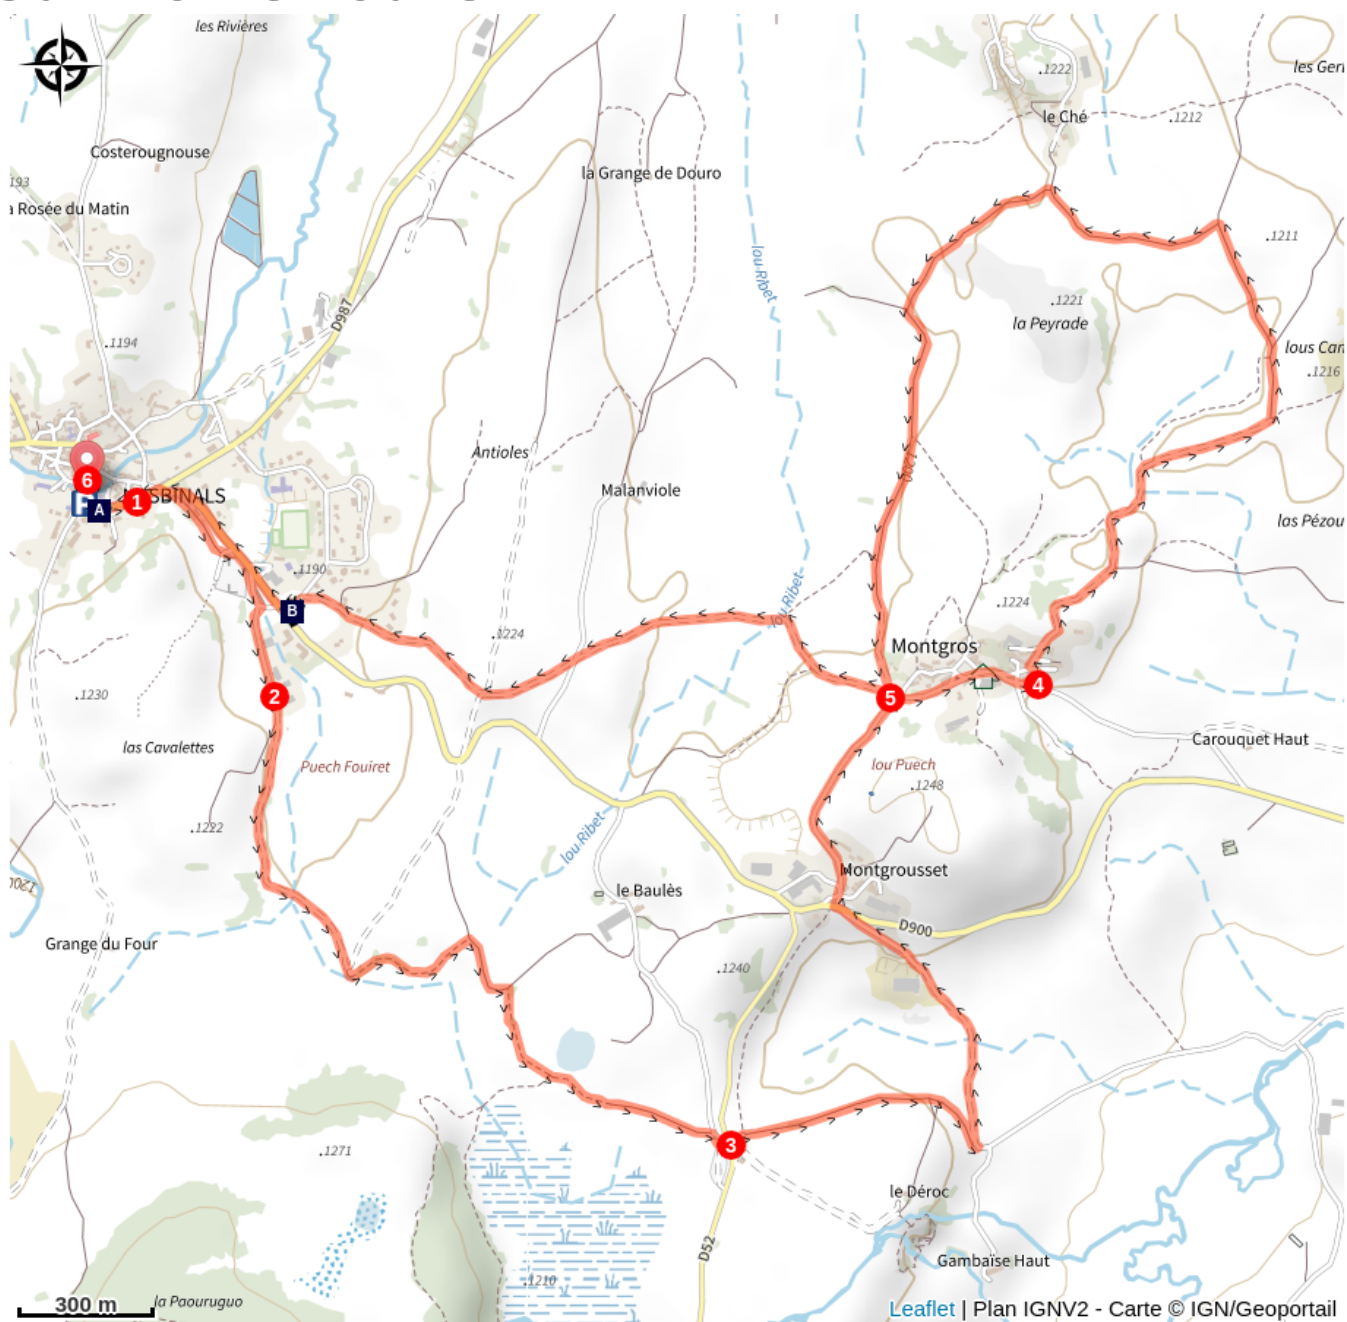 les Rivières
.1222
les Geri
le Ché
.1212
Costerougnouse
la Grange de Douro
193
a Rosée du Matin
lou Ribet
.1211
D987
.1221
la Peyrade
.1194
lous Can
.1216
Antioles
6
P
A
1
NASBINALS
Malanviole
las Pézou
.1190
lou Ribet
B
.1224
.1224
Montgros
2
5
4
.1230
las Cavalettes
Puech Fouiret
lou Puech
.1248
Carouquet Haut
.1222
lou Ribet
Montgrousset
le Baulès
1200
D900
Grange du Four
.1240
3
.1271
le Déroc
D52
Gambaïse Haut
.1210
la Paouruguo
300 m
Leaflet | Plan IGNV2 - Carte © IGN/Geoportail